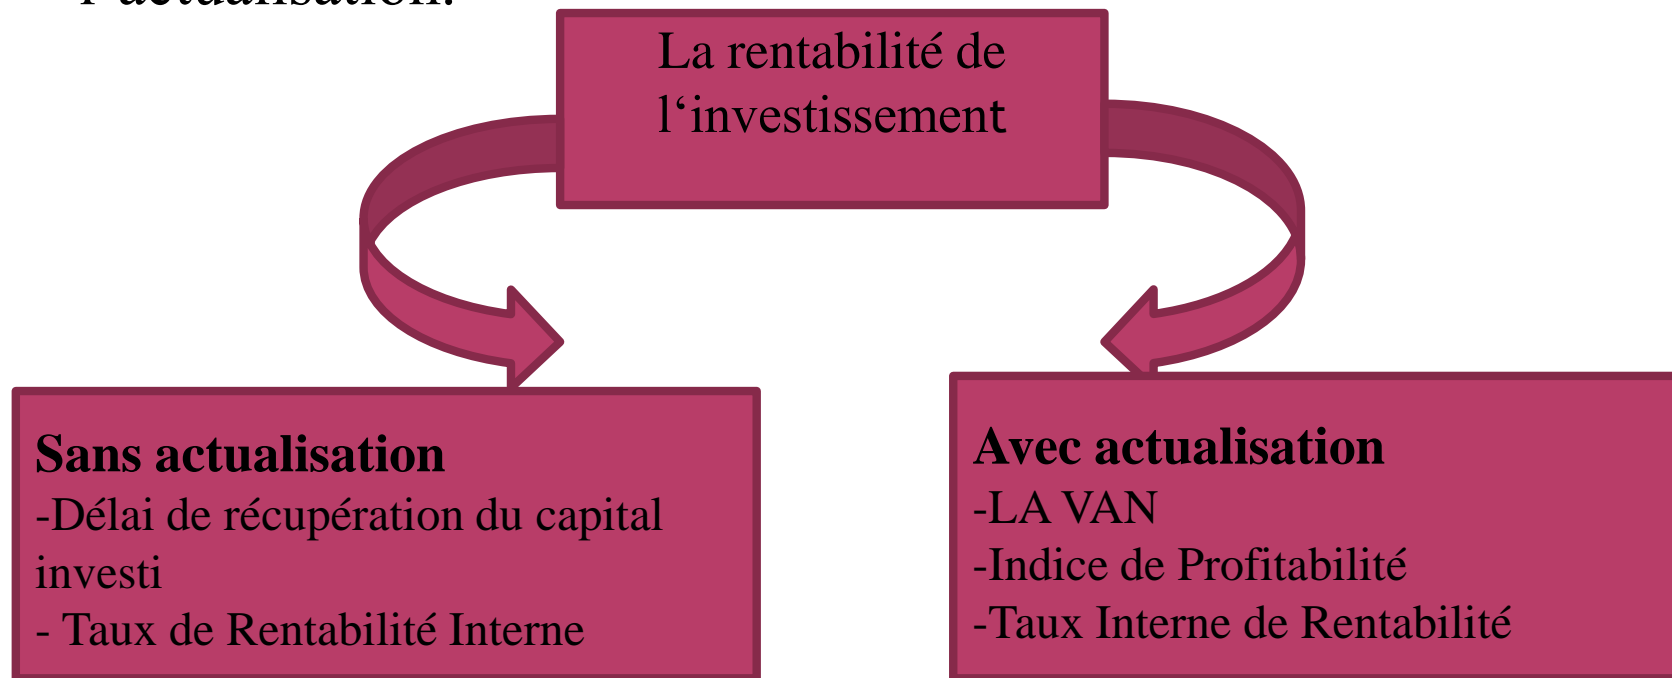 l'actualisation.
La rentabilité de
l‘investissement
Sans actualisation
-Délai de récupération du capital
investi
- Taux de Rentabilité Interne
Avec actualisation
-LA VAN
-Indice de Profitabilité
-Taux Interne de Rentabilité